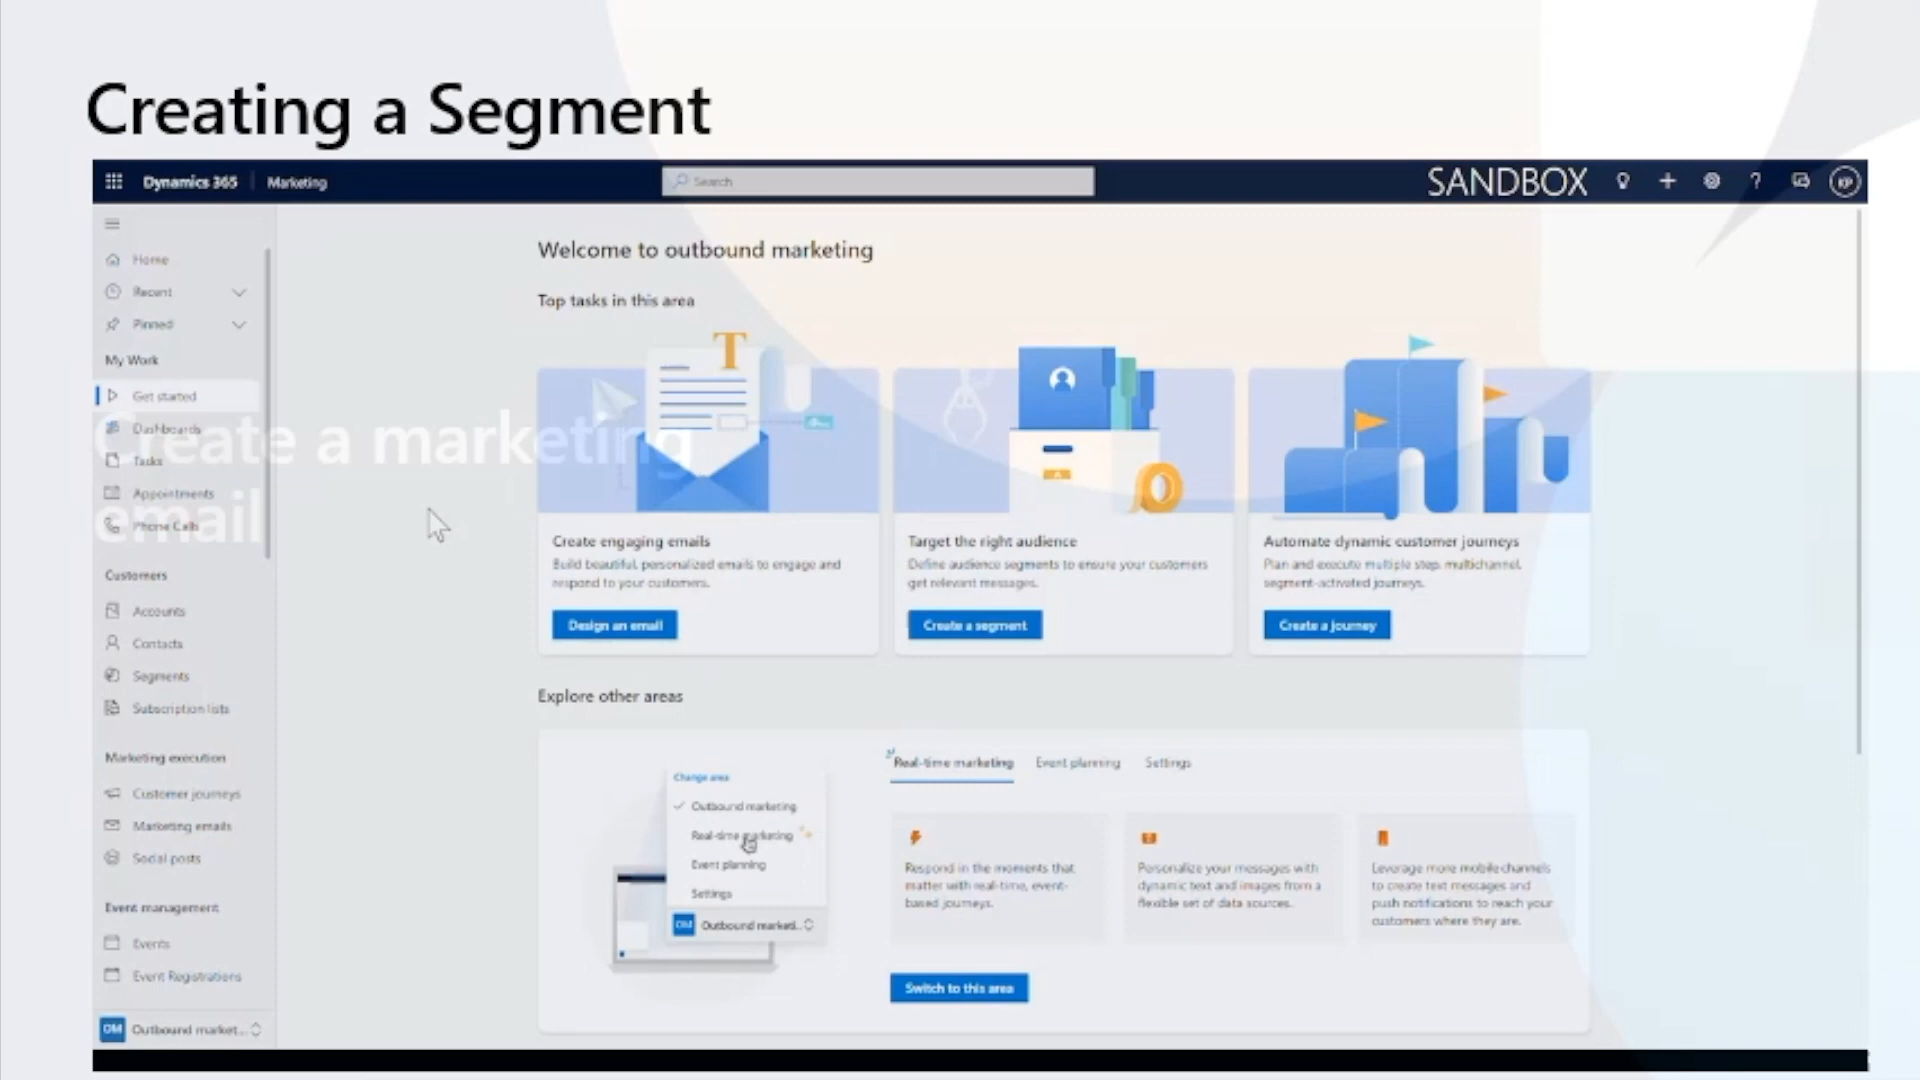 Creating a Segment
Dynamics 365 Marketing
Search
SANDBOX
?
KP
Home
Recent
Pinned
My Work
Get started
Dashboards
Tasks
Appointments
Phone Calls
Customers
Accounts
Contacts
Segments
Subscription lists
Marketing execution
Customer journeys
Marketing emails
Social posts
Event management
Events
Event Registrations
OM Outbound market...
Create a marketing
email
Welcome to outbound marketing
Top tasks in this area
T
Create engaging emails
Build beautiful, personalized emails to engage and
respond to your customers.
Design an email
Target the right audience
Define audience segments to ensure your customers
get relevant messages.
Create a segment
Automate dynamic customer journeys
Plan and execute multiple step, multichannel,
segment-activated journeys.
Create a journey
Explore other areas
Change area
Outbound marketing
Real-time marketing
Event planning
Settings
OM Outbound marketi...
Real-time marketing Event planning Settings
Respond in the moments that
matter with real-time, event-
based journeys.
Personalize your messages with
dynamic text and images from a
flexible set of data sources.
Leverage more mobile channels
to create text messages and
push notifications to reach your
customers where they are.
Switch to this area